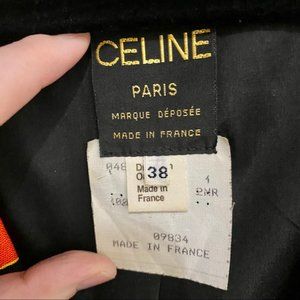 CELINE
PARIS
MARQUE DÉPOSÉE
MADE IN FRANCE
38
Made in
France
09834
MADE IN FRANCE